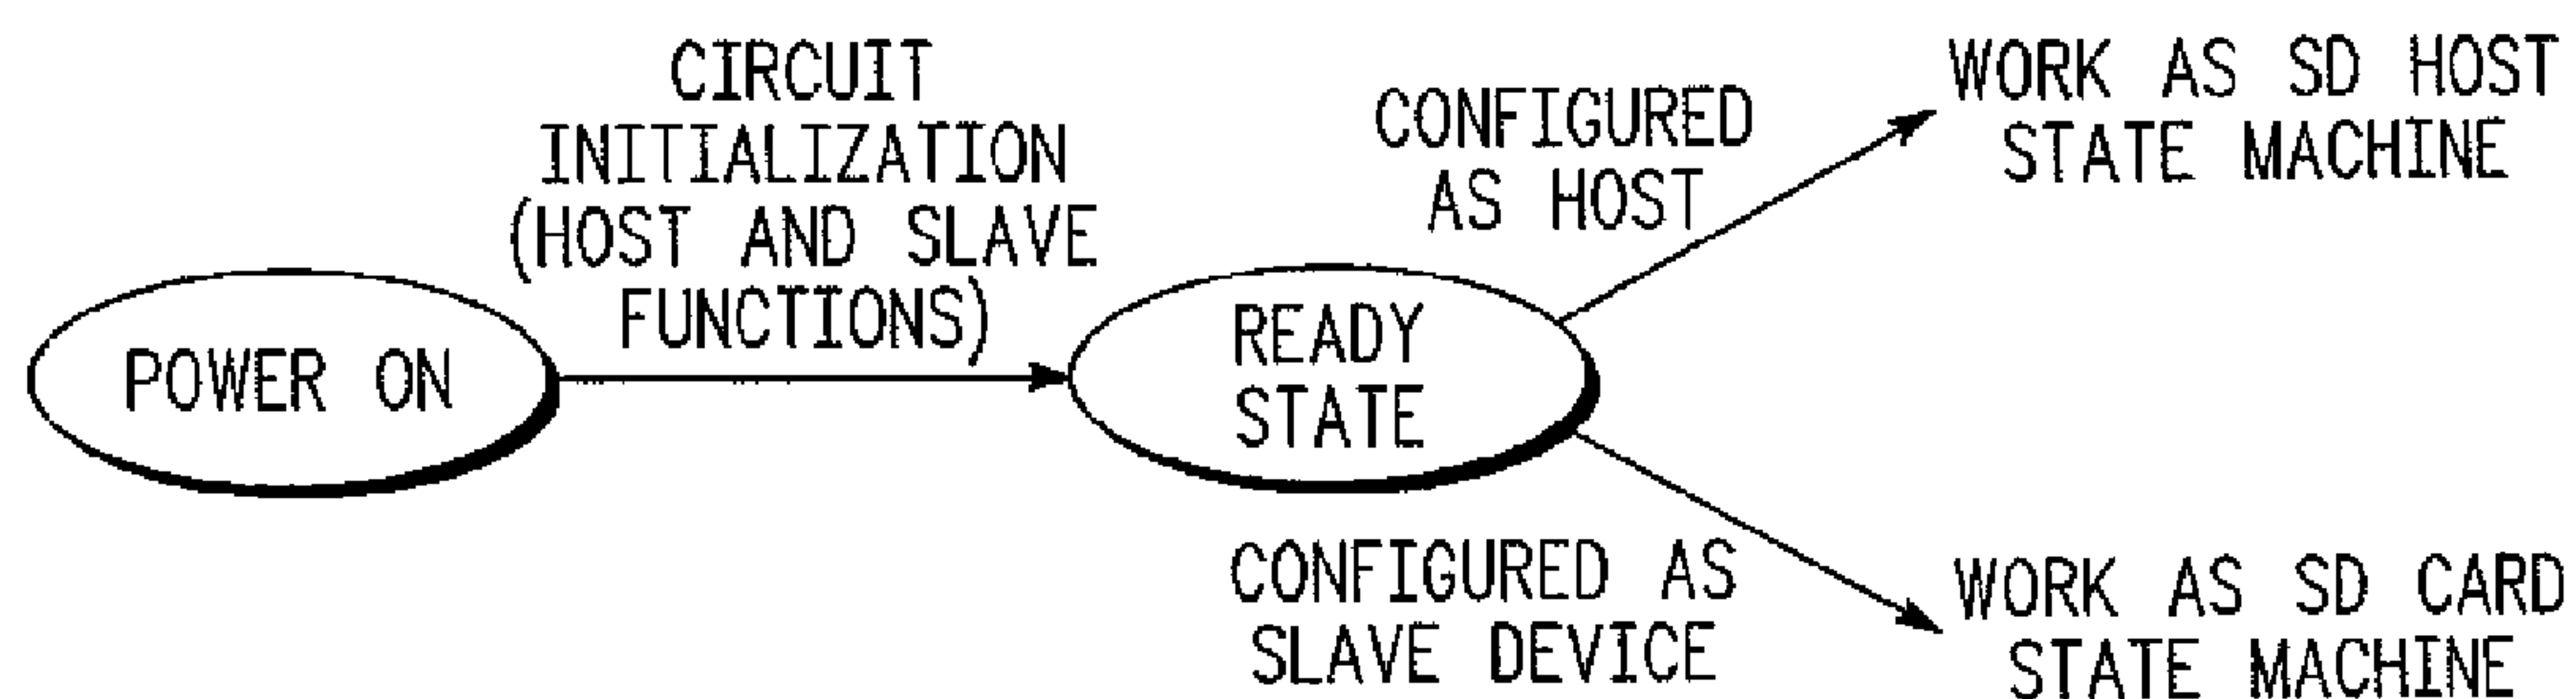 CIRCUIT
INITIALIZATION
(HOST AND SLAVE
FUNCTIONS)
POWER ON
READY
STATE
CONFIGURED
AS HOST
WORK AS SD HOST
STATE MACHINE
CONFIGURED AS
SLAVE DEVICE
WORK AS SD CARD
STATE MACHINE